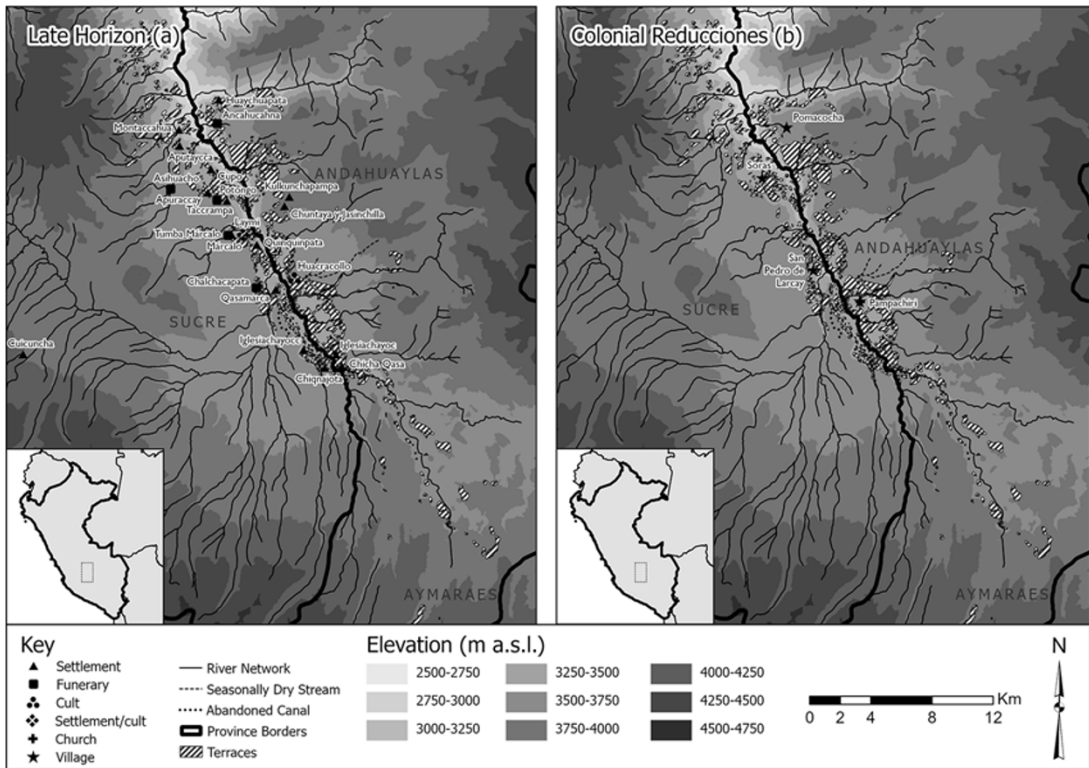 Late Horizon (a)
Huaychuapata
Ancahucahna
Montaccahua
Aputaycca
Cupo
Asihuacho
Potongo
Kulkunchapampa
ANDAHUAYLAS
Apuraccay
Taccrampa
Chuntaya y Jasinchilla
Laymi
Tumba Márcalo
Quinquinpata
Márcalo
Huacracollo
Chalchacapata
Qasamarca
SUCRE
Iglesiachayocc
Iglesiachayoc
Cuicuncha
Chicha Qasa
Chiqnajota
AYMARAES
Colonial Reducciones (b)
Pomacocha
Soras
ANDAHUAYLAS
San
Pedro de
Larcay
Pampachiri
SUCRE
AYMARAES
Key
Settlement
Funerary
Cult
Settlement/cult
Church
Village
River Network
Seasonally Dry Stream
Abandoned Canal
Province Borders
Terraces
Elevation (m a.s.l.)
2500-2750
2750-3000
3000-3250
3250-3500
3500-3750
3750-4000
4000-4250
4250-4500
4500-4750
Km
0 2 4 8 12
N